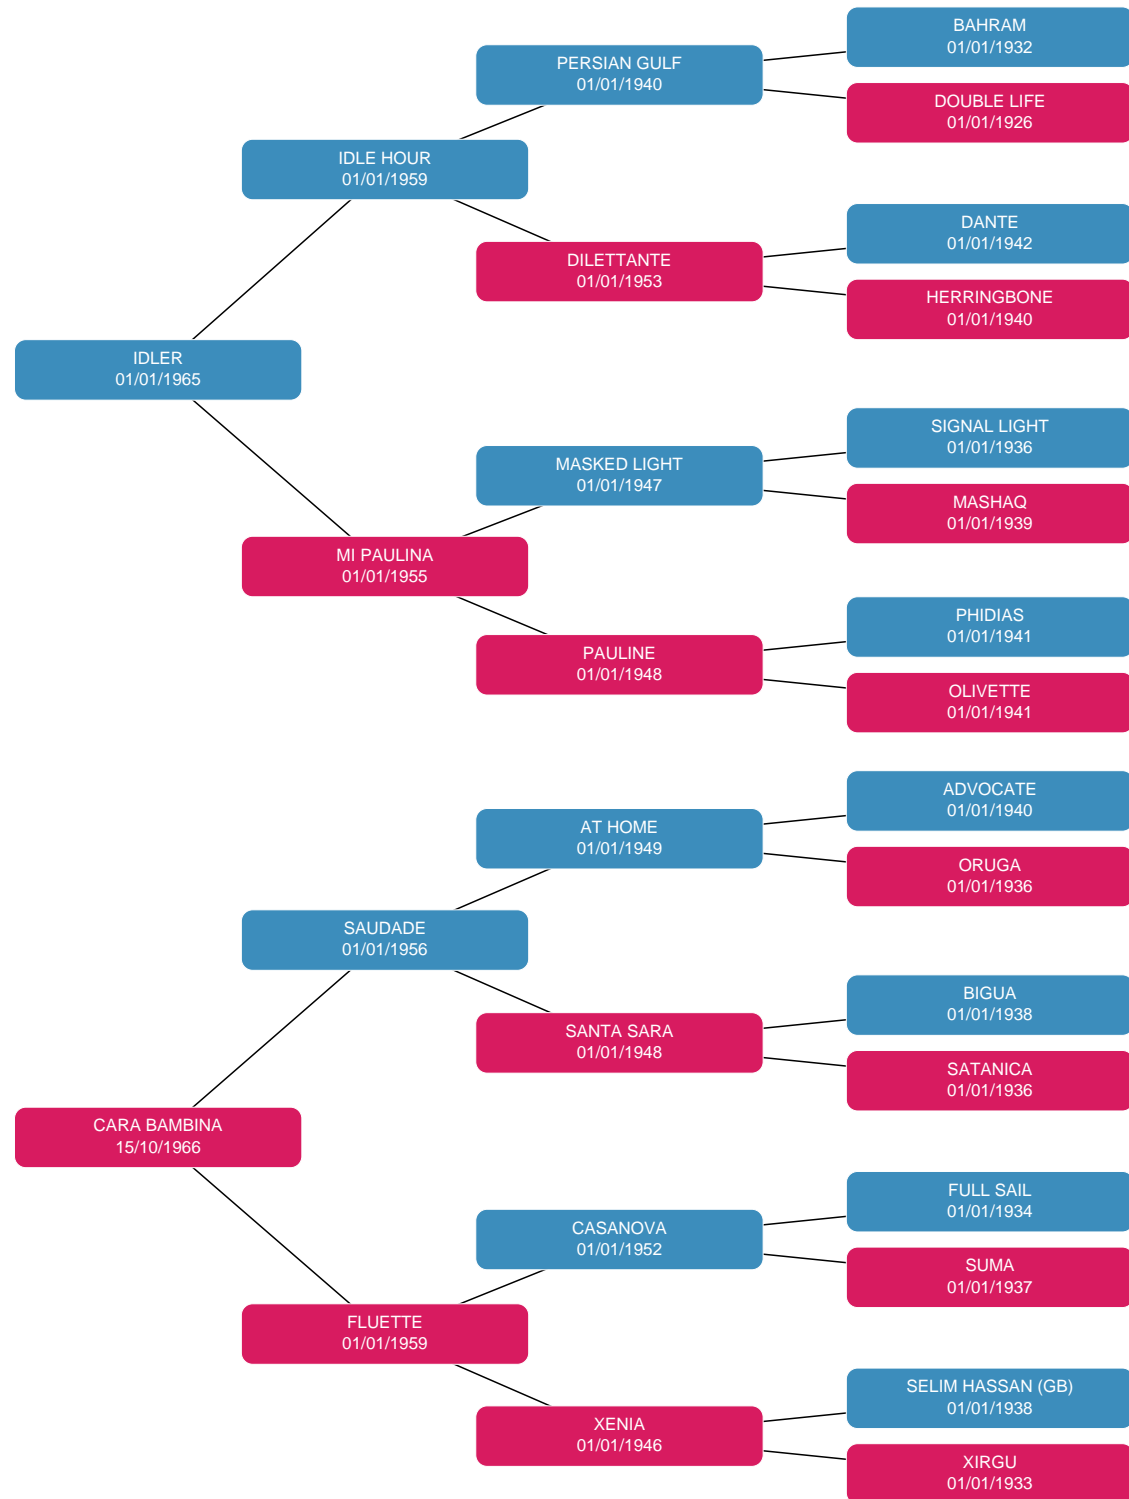 BAHRAM
01/01/1932
PERSIAN GULF
01/01/1940
DOUBLE LIFE
01/01/1926
IDLE HOUR
01/01/1959
DANTE
01/01/1942
DILETTANTE
01/01/1953
HERRINGBONE
01/01/1940
IDLER
01/01/1965
SIGNAL LIGHT
01/01/1936
MASKED LIGHT
01/01/1947
MASHAQ
01/01/1939
MI PAULINA
01/01/1955
PHIDIAS
01/01/1941
PAULINE
01/01/1948
OLIVETTE
01/01/1941
ADVOCATE
01/01/1940
AT HOME
01/01/1949
ORUGA
01/01/1936
SAUDADE
01/01/1956
BIGUA
01/01/1938
SANTA SARA
01/01/1948
SATANICA
01/01/1936
CARA BAMBINA
15/10/1966
FULL SAIL
01/01/1934
CASANOVA
01/01/1952
SUMA
01/01/1937
FLUETTE
01/01/1959
SELIM HASSAN (GB)
01/01/1938
XENIA
01/01/1946
XIRGU
01/01/1933